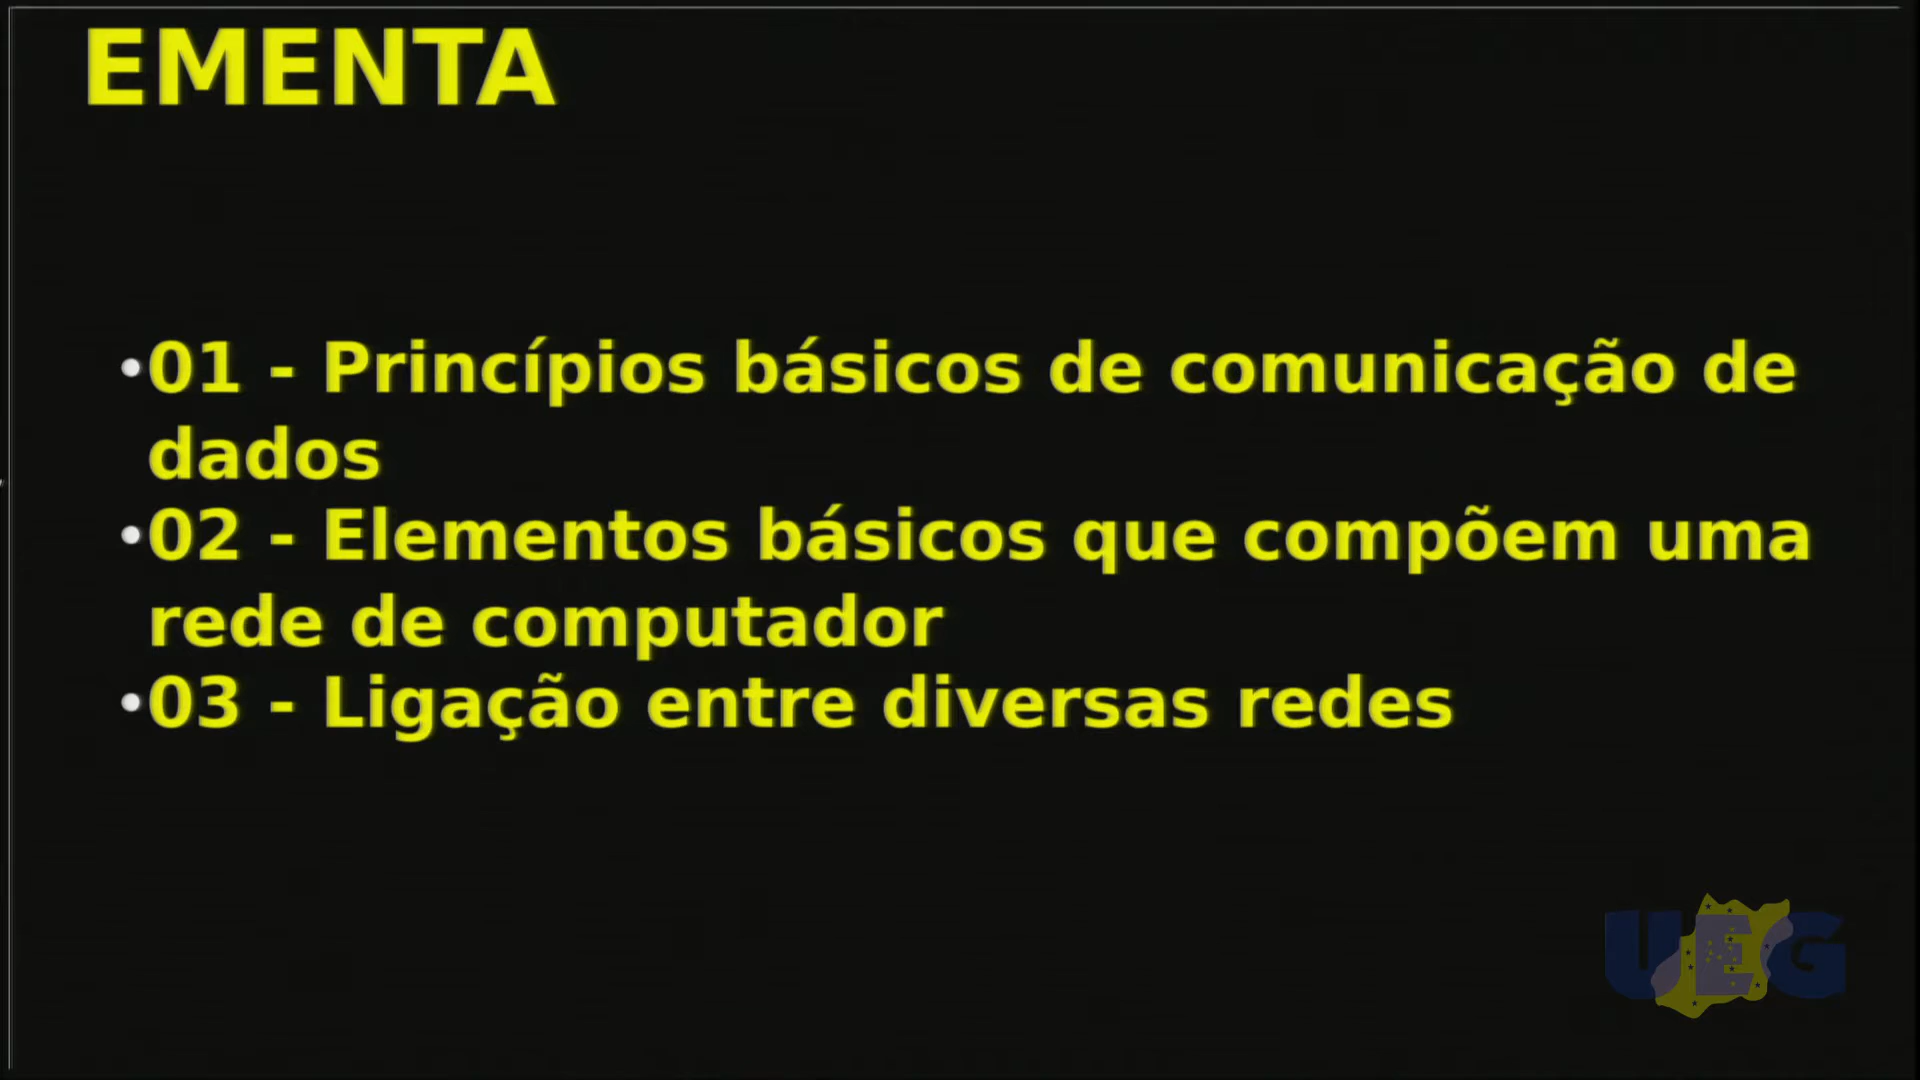 EMENTA
•01 - Princípios básicos de comunicação de
dados
•02 - Elementos básicos que compõem uma
rede de computador
•03 - Ligação entre diversas redes
UEG